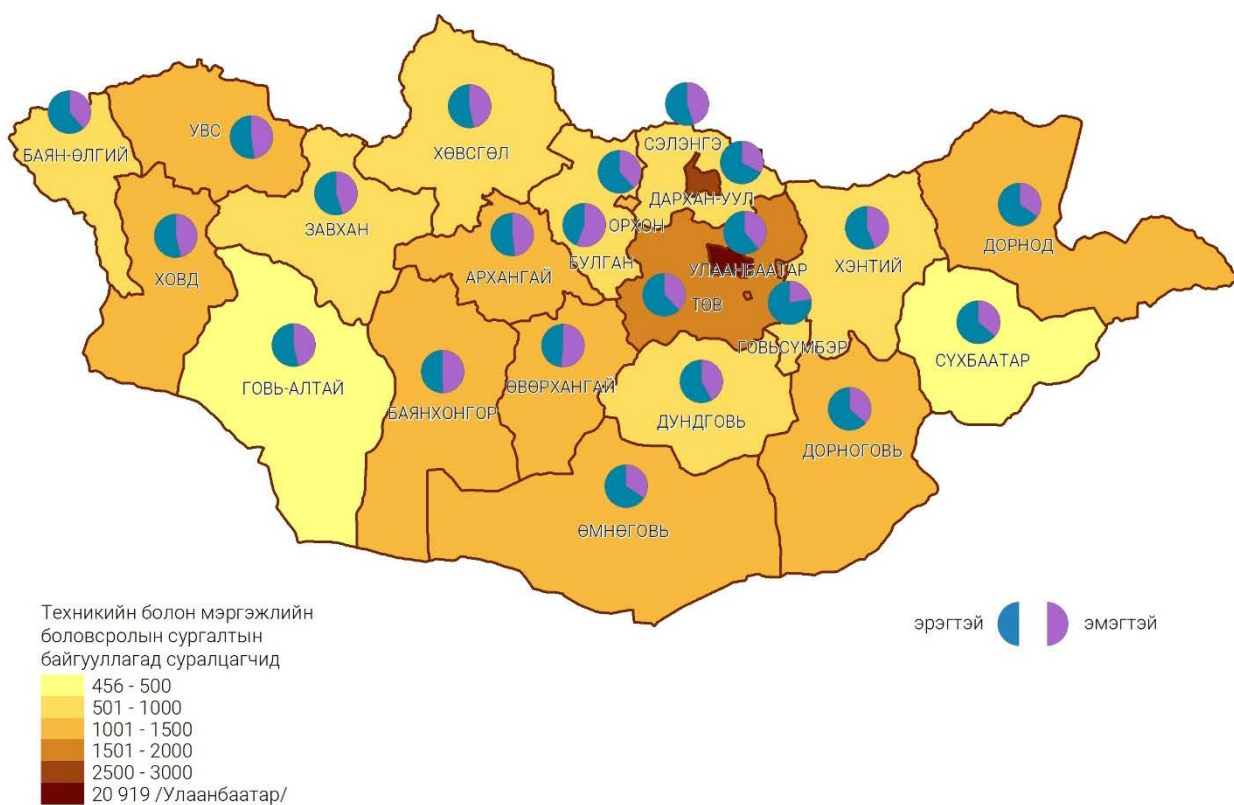 УВС
БАЯН-ӨЛГИЙ
ХӨВСГӨЛ
СЭЛЭНГЭ
ДАРХАН-УУЛ
ЗАВХАН
ОРХОН
ХОВД
АРХАНГАЙ
БУЛГАН
УЛААНБААТАР
ХЭНТИЙ
ДОРНОД
ТӨВ
ГОВЬСҮМБЭР
СҮХБААТАР
ГОВЬ-АЛТАЙ
БАЯНХОНГОР
ӨВӨРХАНГАЙ
ДУНДГОВЬ
ДОРНОГОВЬ
ӨМНӨГОВЬ
Техникийн болон мэргэжлийн
боловсролын сургалтын
байгууллагад суралцагчид
456 - 500
501 - 1000
1001 - 1500
1501 - 2000
2500 - 3000
20 919 /Улаанбаатар/
эрэгтэй
эмэгтэй